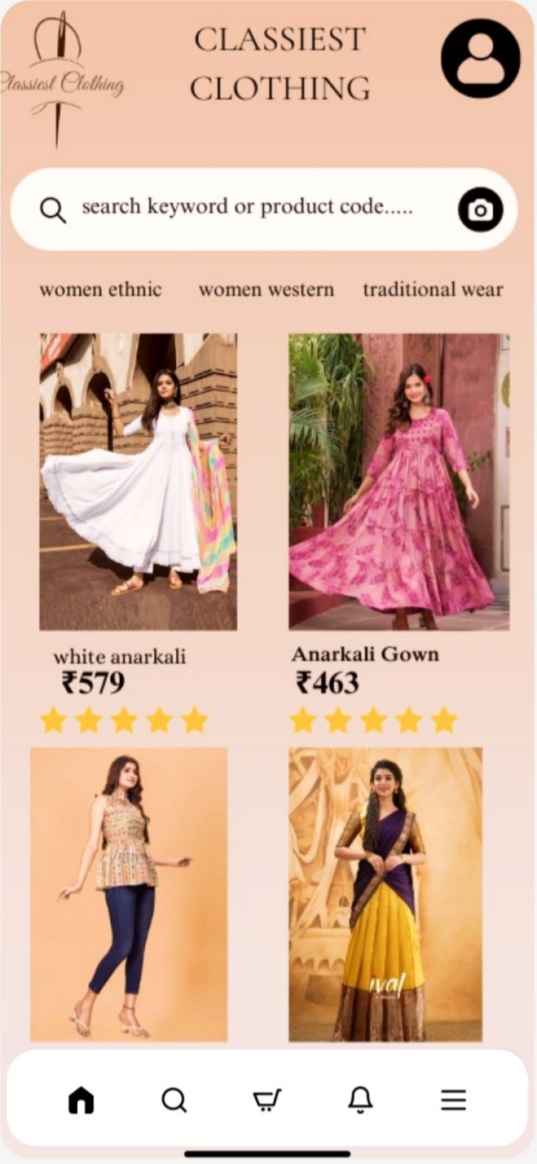 CLASSIEST
CLOTHING
Classiest Clothing
search keyword or product code.....
women ethnic women western traditional wear
white anarkali Anarkali Gown
₹579 ₹463
ival